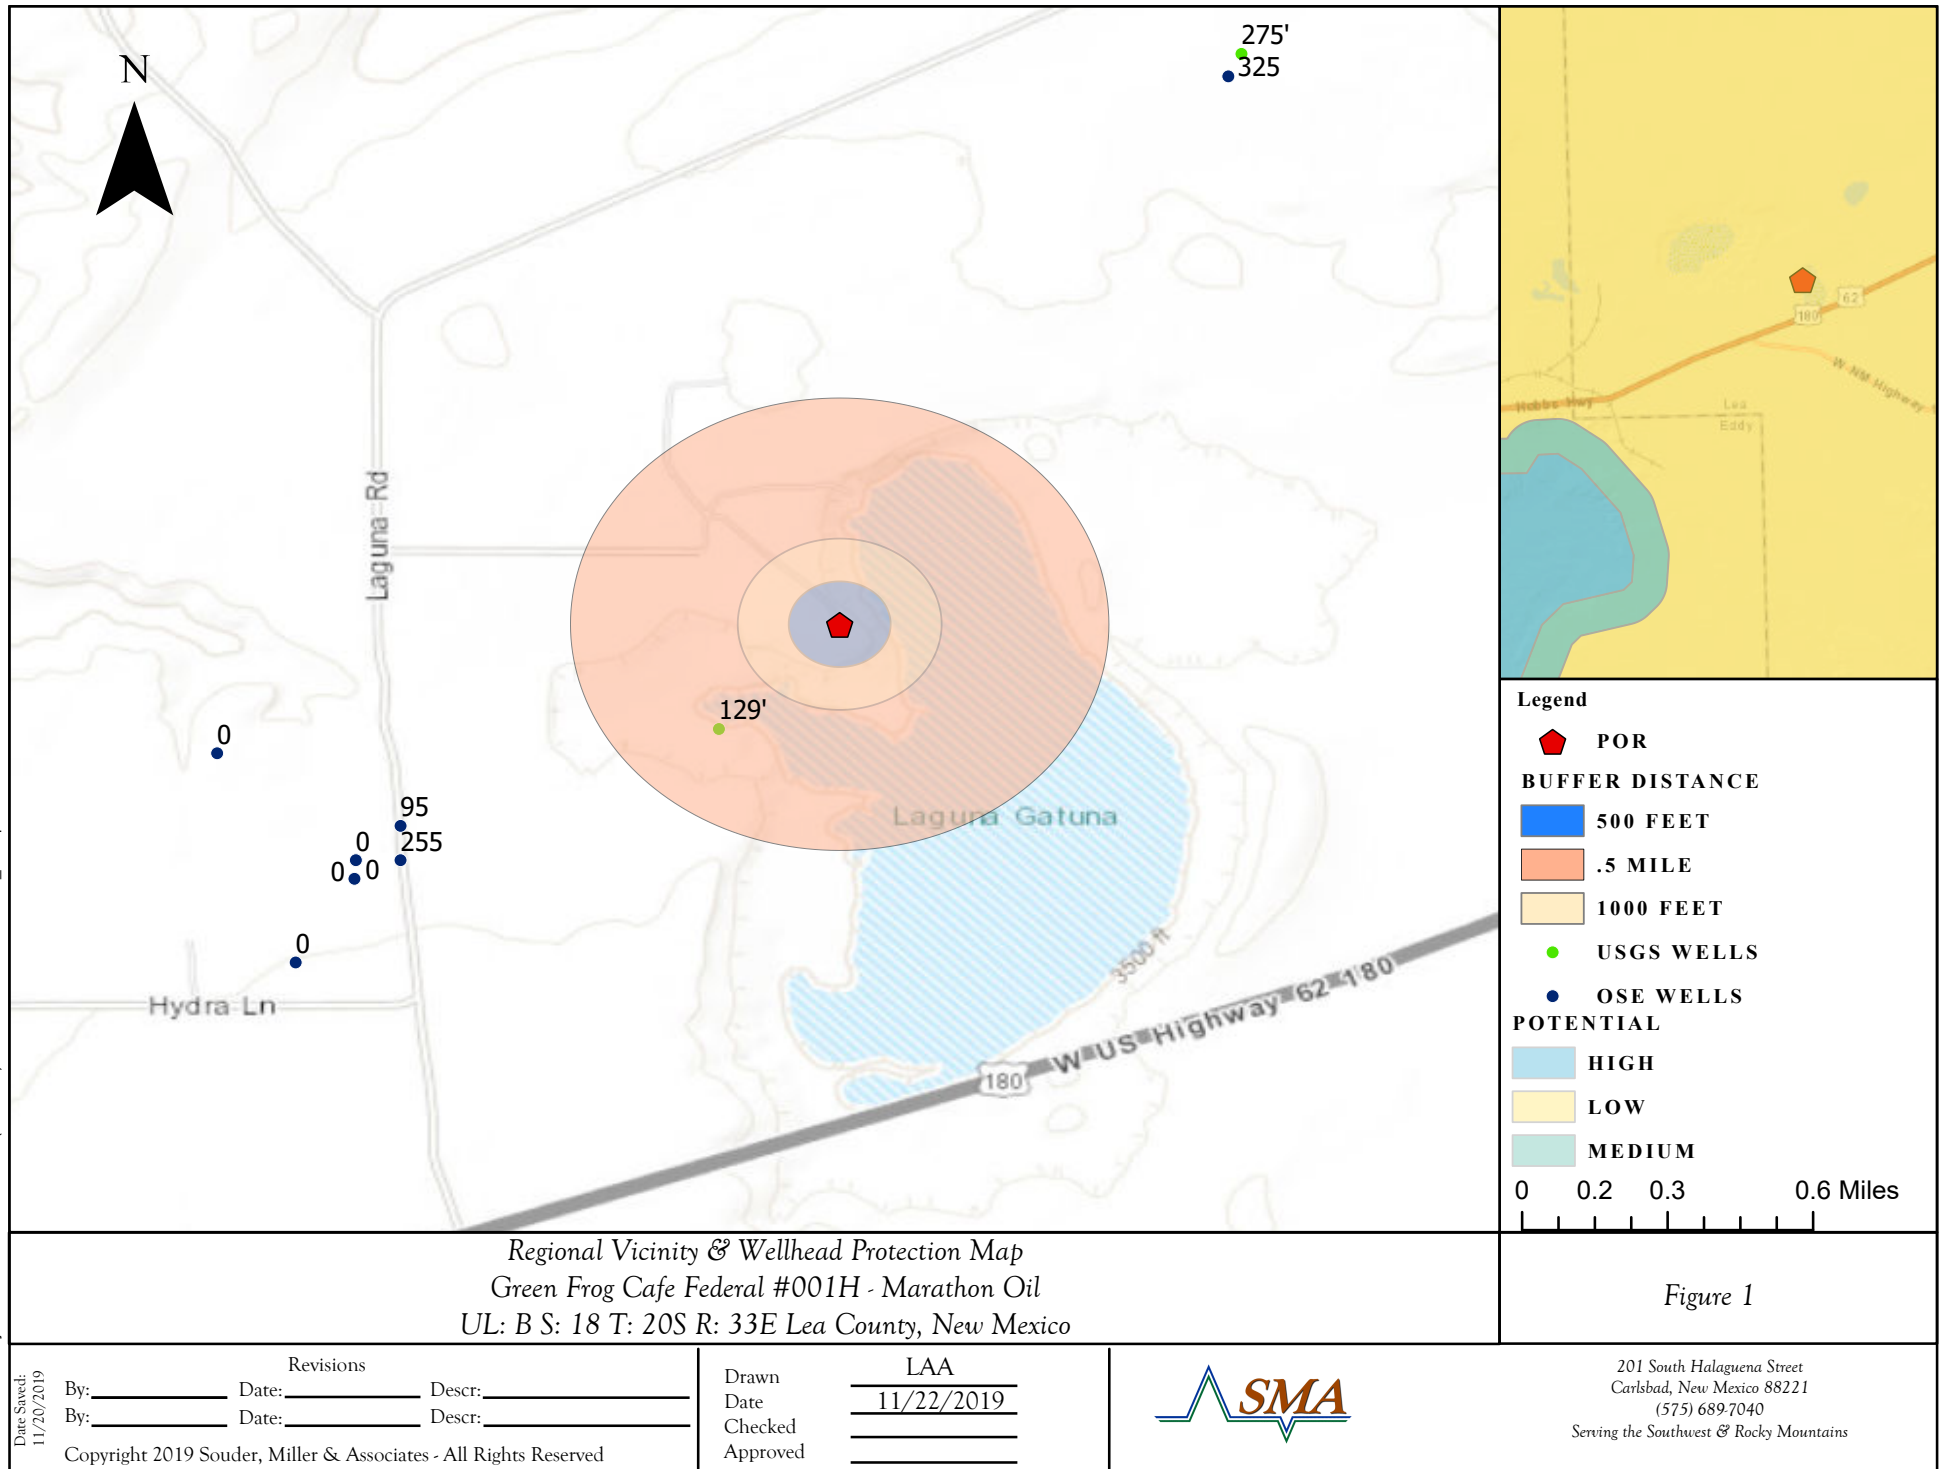 N
275'
325
Laguna Rd
129'
0
95
0
255
0
0
0
Laguna Gatuna
3500 ft
Hydra Ln
W US Highway 62 180
180
62
180
W NM Highway
Hobbs Hwy
Lea
Eddy
Legend
POR
BUFFER DISTANCE
500 FEET
.5 MILE
1000 FEET
USGS WELLS
OSE WELLS
POTENTIAL
HIGH
LOW
MEDIUM
0 0.2 0.3 0.6 Miles
Regional Vicinity & Wellhead Protection Map
Green Frog Cafe Federal #001H - Marathon Oil
UL: B S: 18 T: 20S R: 33E Lea County, New Mexico
Figure 1
Date Saved:
11/20/2019
Revisions
By: Date: Descr:
By: Date: Descr:
Copyright 2019 Souder, Miller & Associates - All Rights Reserved
Drawn LAA
Date 11/22/2019
Checked
Approved
SMA
201 South Halaguena Street
Carlsbad, New Mexico 88221
(575) 689-7040
Serving the Southwest & Rocky Mountains